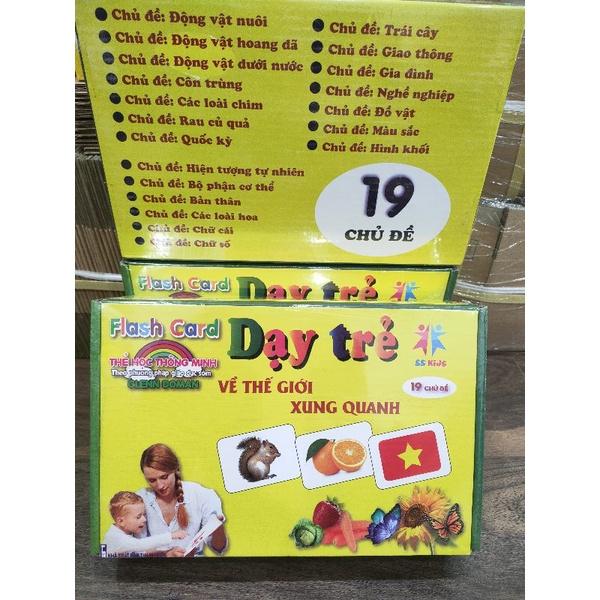 Chủ đề: Động vật nuôi
Chủ đề: Động vật hoang dã
Chủ đề: Động vật dưới nước
Chủ đề: Côn trùng
Chủ đề: Các loài chim
Chủ đề: Rau củ quả
Chủ đề: Quốc kỳ
Chủ đề: Trái cây
Chủ đề: Giao thông
Chủ đề: Gia đình
Chủ đề: Nghề nghiệp
Chủ đề: Đồ vật
Chủ đề: Màu sắc
Chủ đề: Hình khối
Chủ đề: Hiện tượng tự nhiên
Chủ đề: Bộ phận cơ thể
Chủ đề: Bản thân
Chủ đề: Các loài hoa
Chủ đề: Chữ cái
Chủ đề: Chữ số
19
CHỦ ĐỀ
Flash Card
Dạy trẻ
Flash Card
Dạy trẻ
SS KiDS
THẺ HỌC THÔNG MINH
Theo phương pháp giáo dục sớm
GLENN DOMAN
VỀ THẾ GIỚI
XUNG QUANH
19 CHỦ ĐỀ